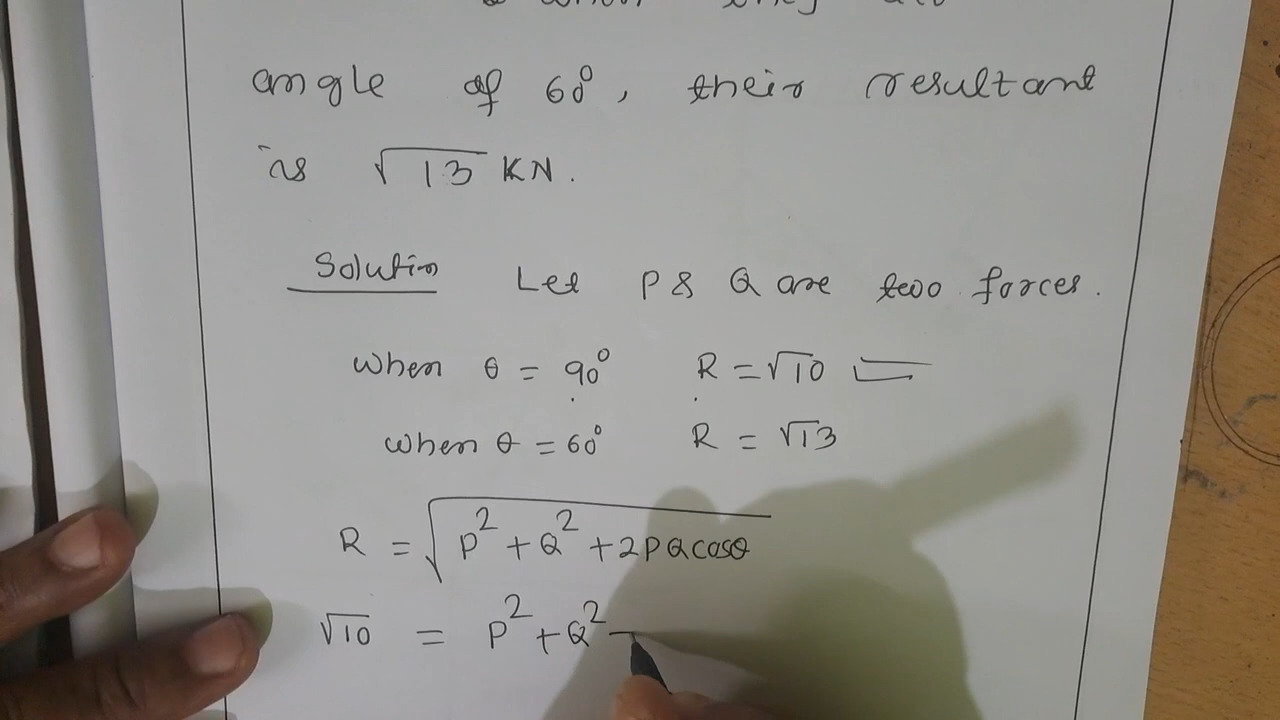 angle of 60°, their resultant
is √13 KN.
Solution Let P & Q are two forces.
when θ = 90° R = √10
when θ = 60° R = √13
R = √P² + Q² + 2PQcosθ
√10 = P² + Q²